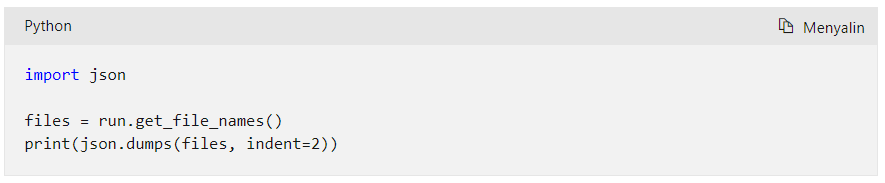 Python
Menyalin
import json
files = run.get_file_names()
print(json.dumps(files, indent=2))